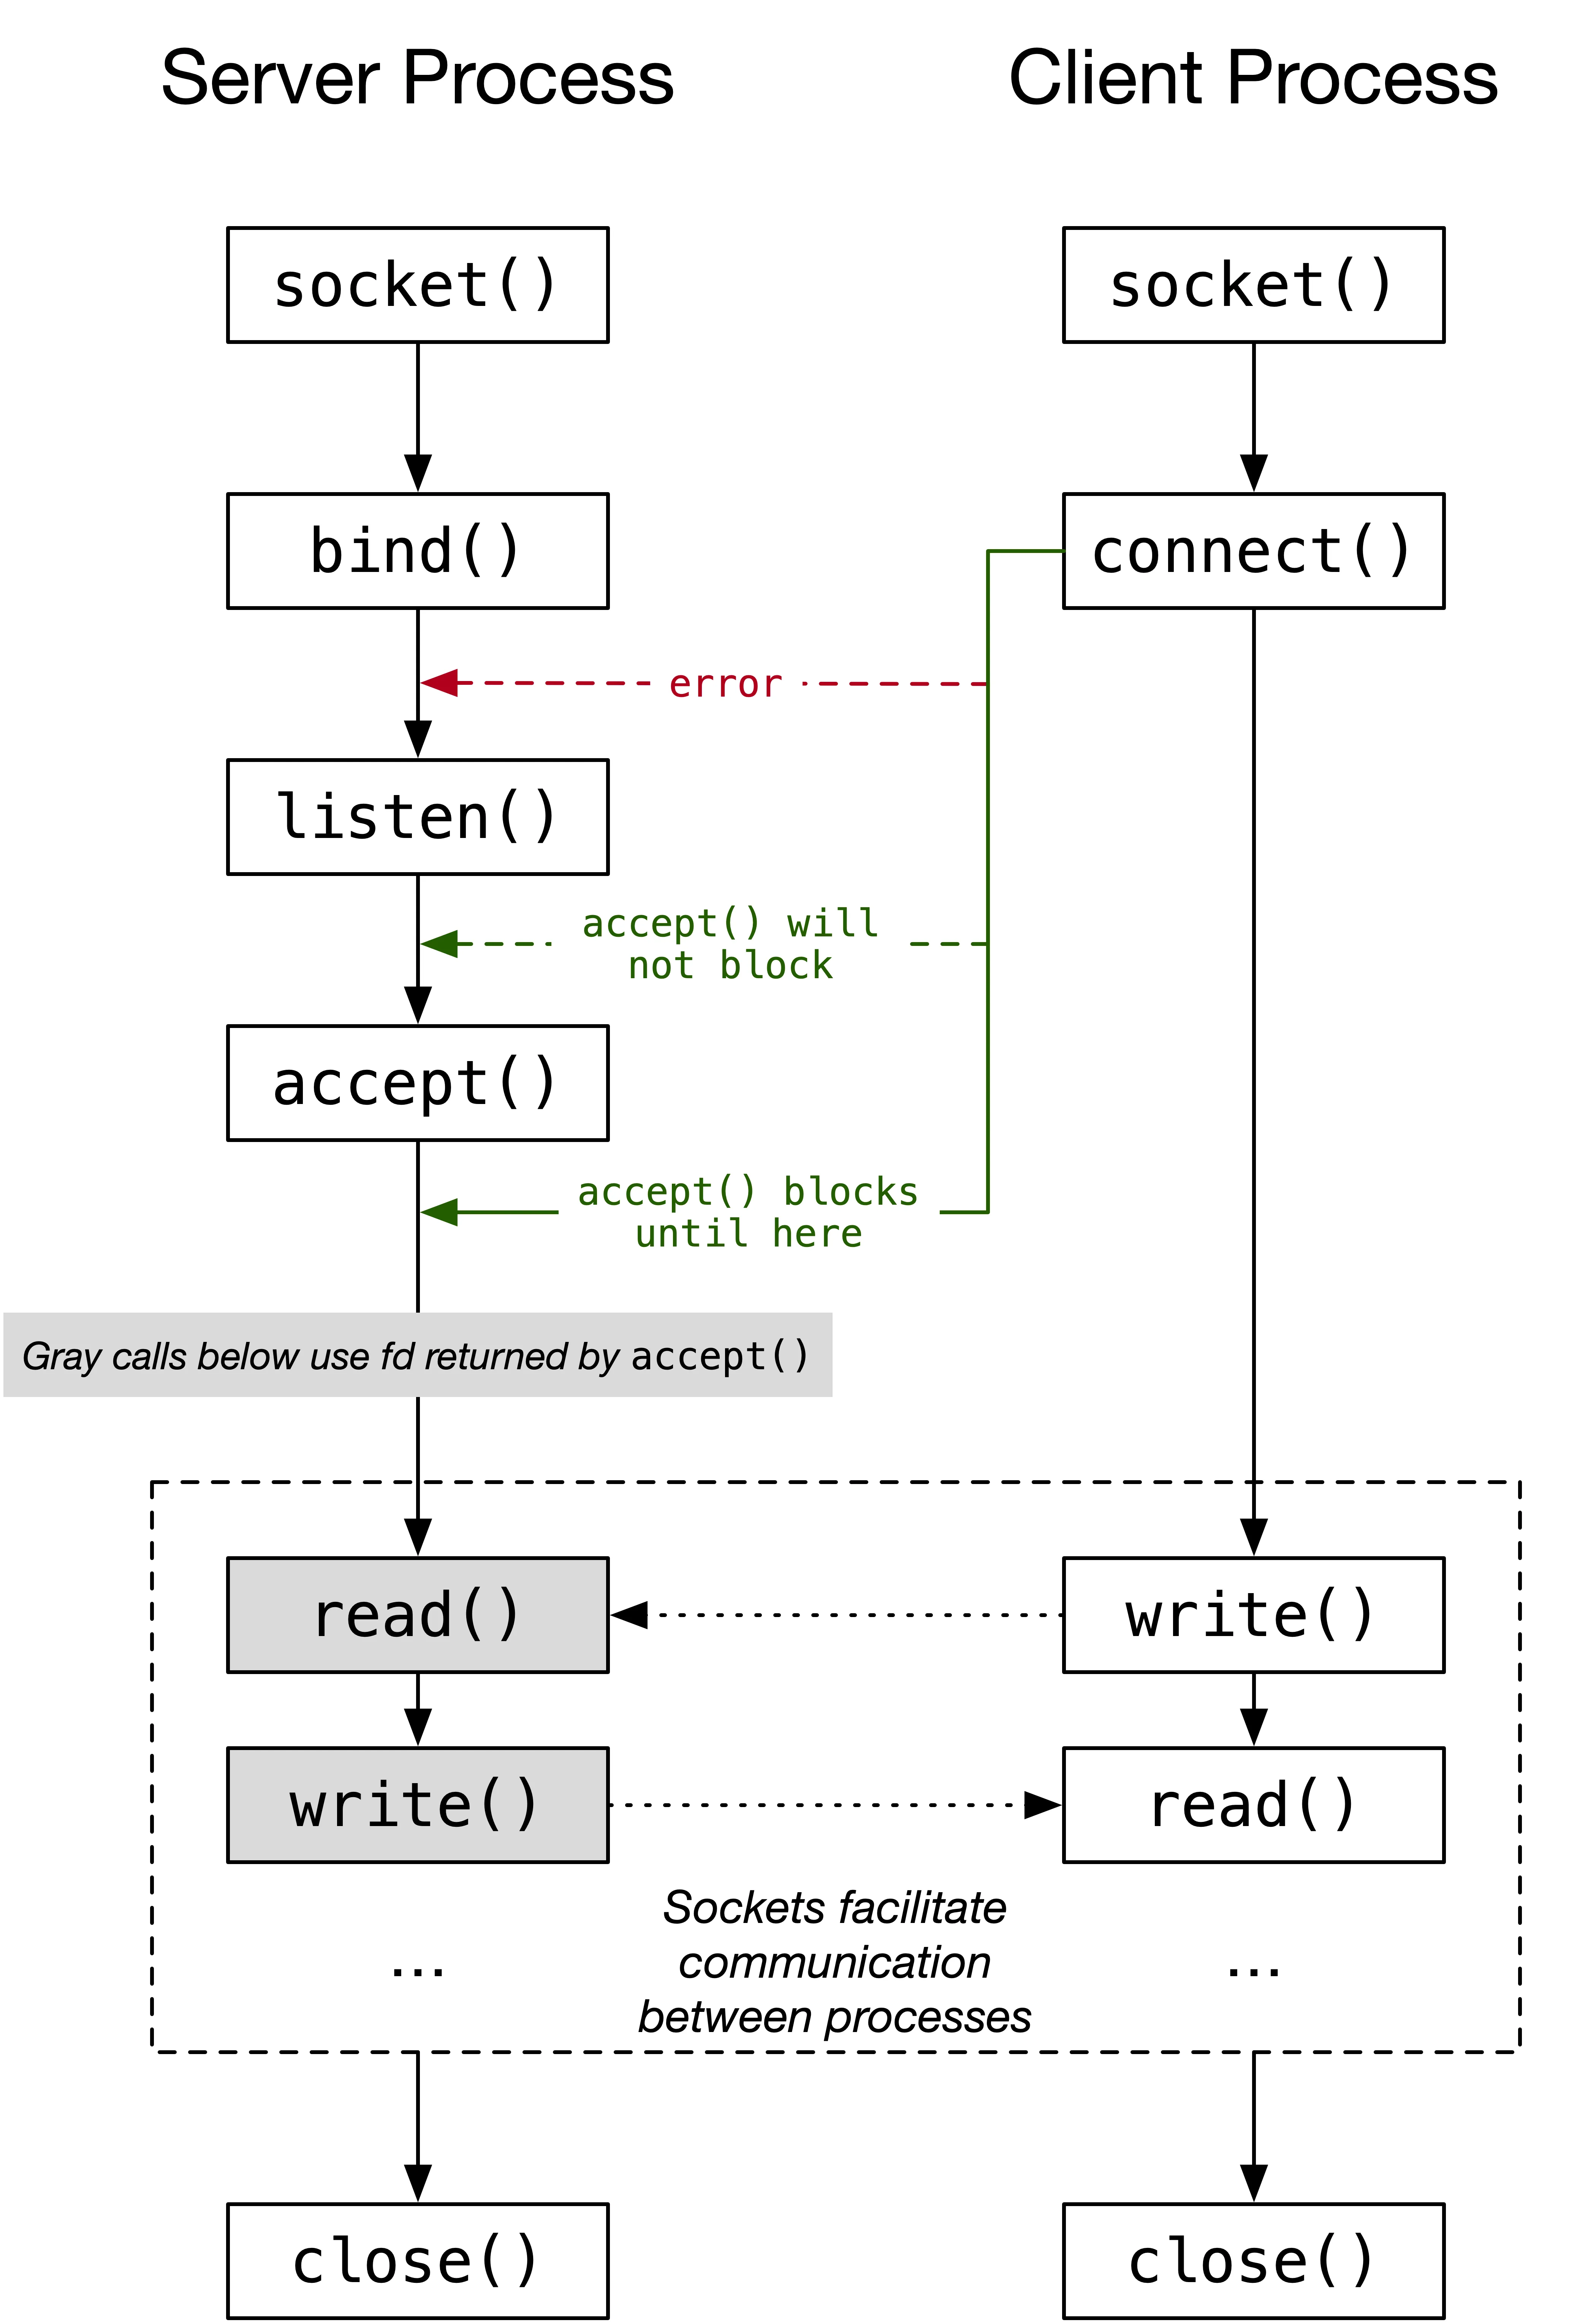 Server Process
Client Process
socket()
socket()
bind()
connect()
error
listen()
accept() will
not block
accept()
accept() blocks
until here
Gray calls below use fd returned by accept()
read()
write()
write()
read()
Sockets facilitate
communication
between processes
...
...
close()
close()